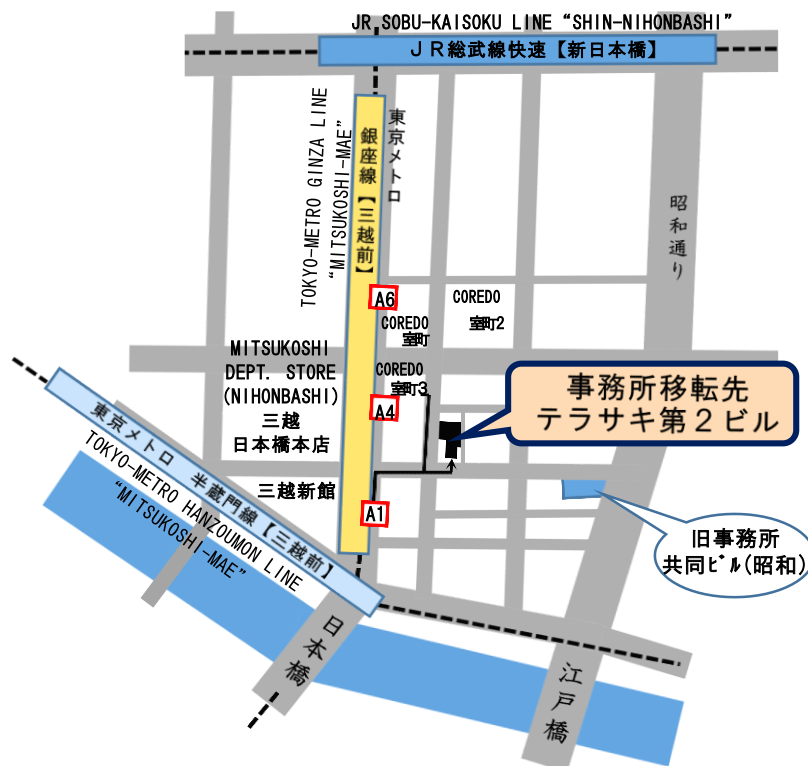 JR SOBU-KAISOKU LINE “SHIN-NIHONBASHI”
JR総武線快速【新日本橋】
TOKYO-METRO GINZA LINE
“MITSUKOSHI-MAE”
銀座線【三越前】
東京メトロ
昭和通り
A6
COREDO
室町2
COREDO
室町
MITSUKOSHI
DEPT. STORE
(NIHONBASHI)
三越
日本橋本店
COREDO
室町3
A4
事務所移転先
テラサキ第２ビル
三越新館
A1
東京メトロ 半蔵門線【三越前】
TOKYO-METRO HANZOUMON LINE
“MITSUKOSHI-MAE”
旧事務所
共同ﾋﾞﾙ(昭和)
日本橋
江戸橋